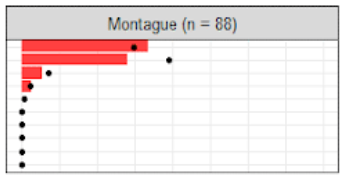 Montague (n = 88)